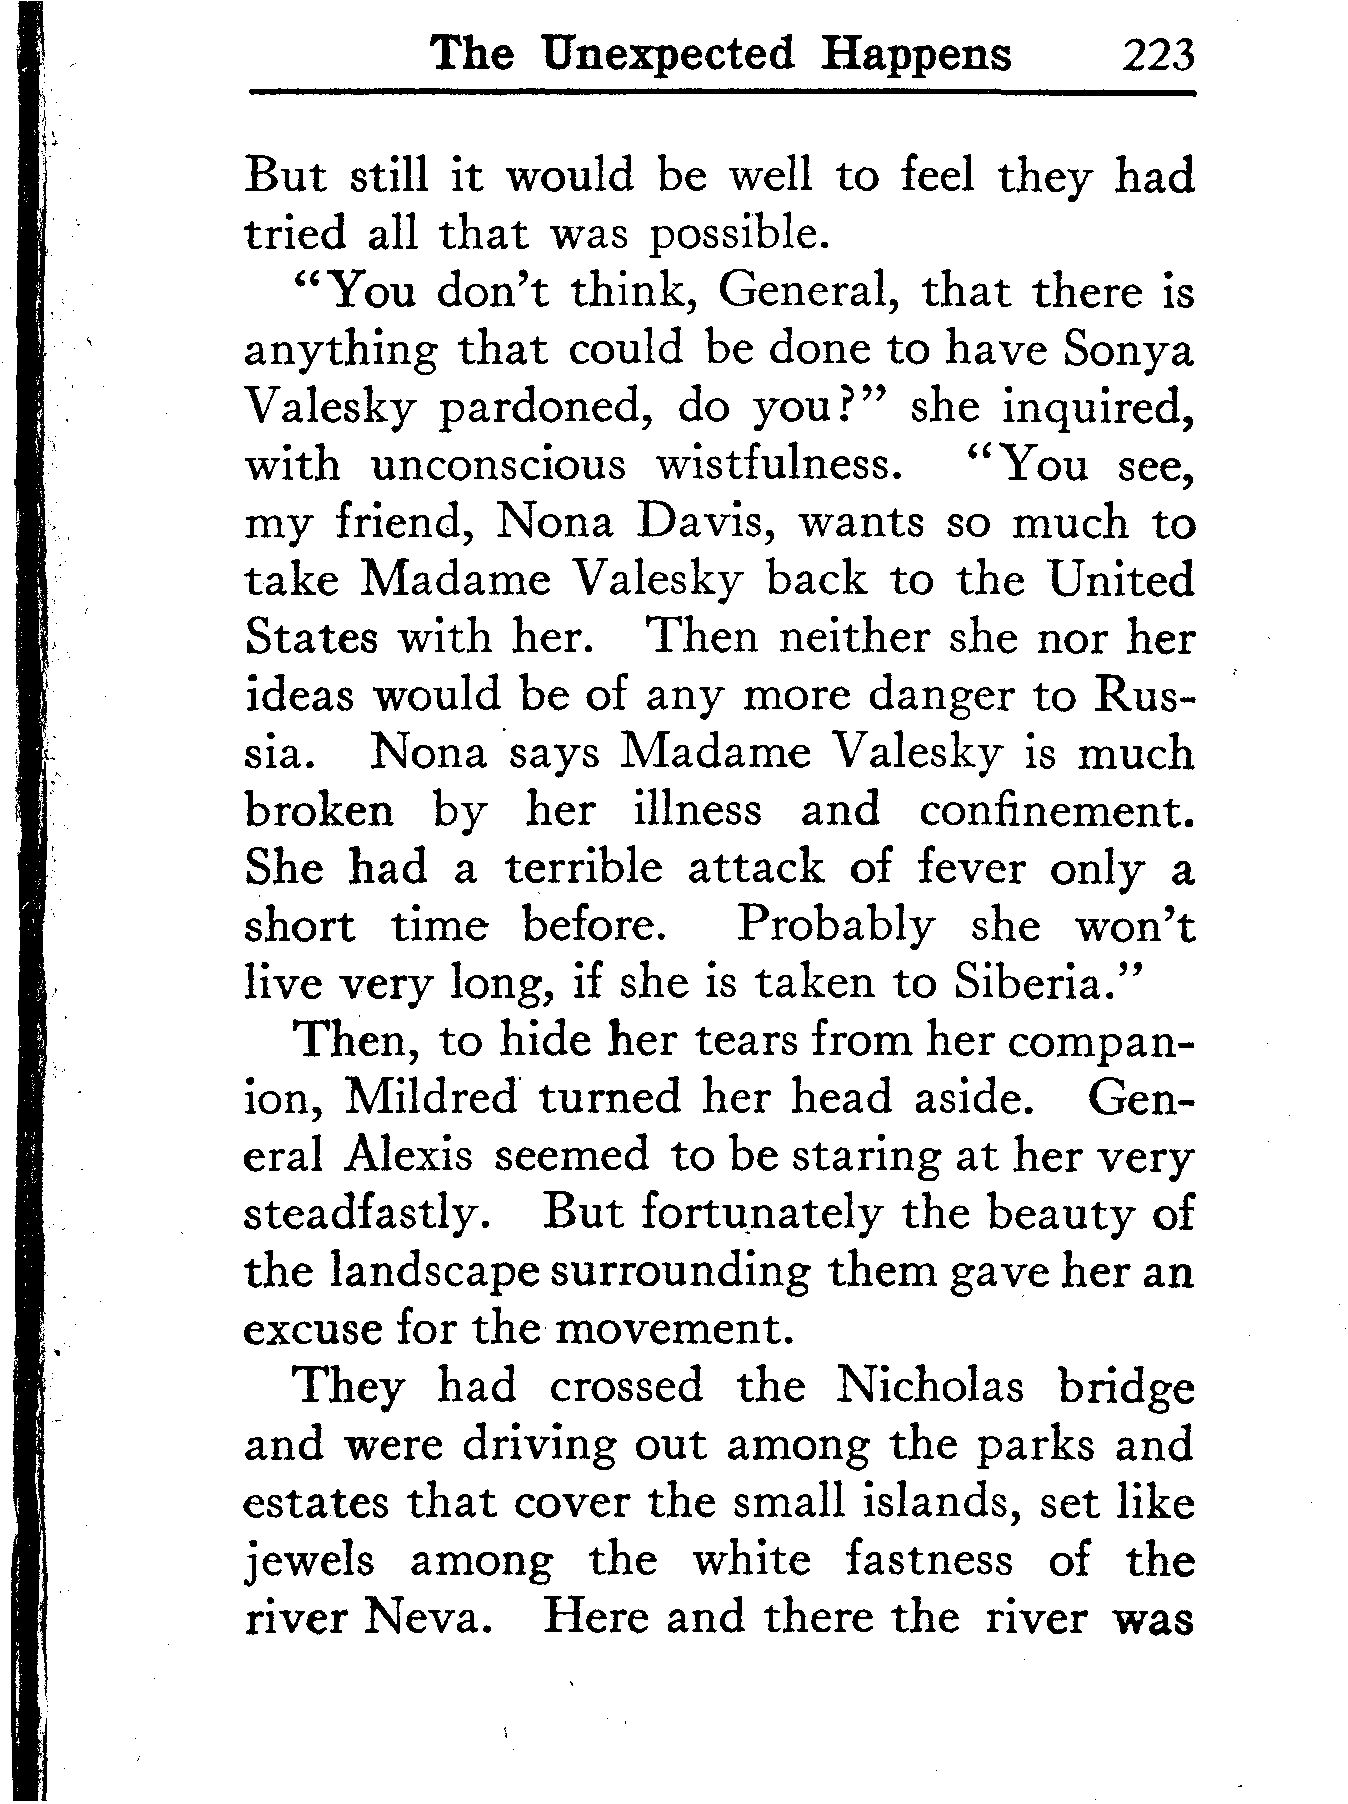 The Unexpected Happens 223
But still it would be well to feel they had
tried all that was possible.
“You don’t think, General, that there is
anything that could be done to have Sonya
Valesky pardoned, do you?” she inquired,
with unconscious wistfulness. “You see,
my friend, Nona Davis, wants so much to
take Madame Valesky back to the United
States with her. Then neither she nor her
ideas would be of any more danger to Rus-
sia. Nona says Madame Valesky is much
broken by her illness and confinement.
She had a terrible attack of fever only a
short time before. Probably she won’t
live very long, if she is taken to Siberia.”
Then, to hide her tears from her compan-
ion, Mildred turned her head aside. Gen-
eral Alexis seemed to be staring at her very
steadfastly. But fortunately the beauty of
the landscape surrounding them gave her an
excuse for the movement.
They had crossed the Nicholas bridge
and were driving out among the parks and
estates that cover the small islands, set like
jewels among the white fastness of the
river Neva. Here and there the river was